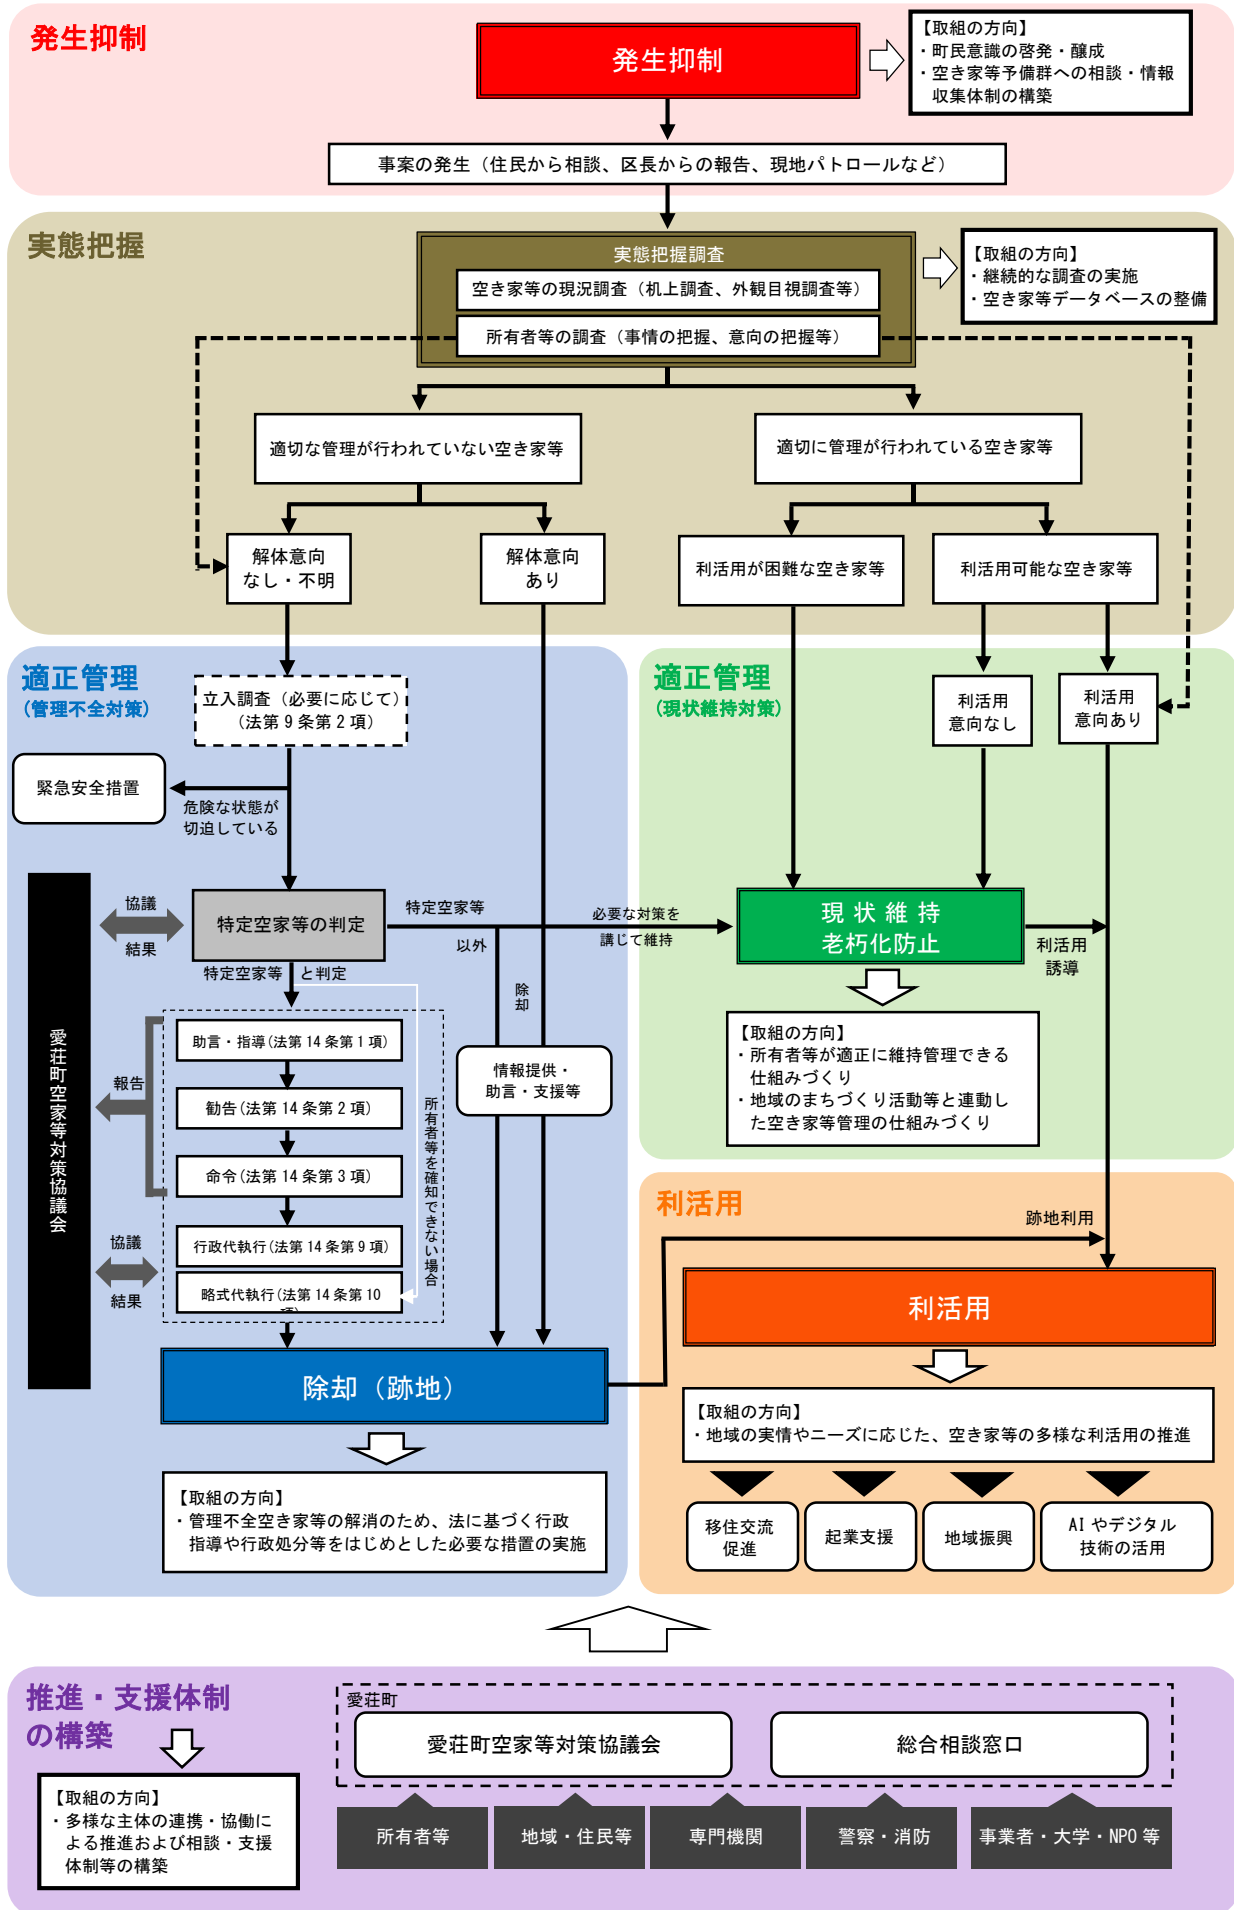 発生抑制
発生抑制
【取組の方向】
・町民意識の啓発・醸成
・空き家等予備群への相談・情報
収集体制の構築
事案の発生（住民から相談、区長からの報告、現地パトロールなど）
実態把握
実態把握調査
空き家等の現況調査（机上調査、外観目視調査等）
所有者等の調査（事情の把握、意向の把握等）
【取組の方向】
・継続的な調査の実施
・空き家等データベースの整備
適切な管理が行われていない空き家等
適切に管理が行われている空き家等
解体意向
なし・不明
解体意向
あり
利活用が困難な空き家等
利活用可能な空き家等
適正管理
（管理不全対策）
立入調査（必要に応じて）
（法第９条第２項）
緊急安全措置
危険な状態が
切迫している
協議
結果
特定空家等の判定
特定空家等
以外
必要な対策を
講じて維持
特定空家等 と判定
除却
助言・指導(法第14条第１項)
勧告(法第14条第２項)
命令(法第14条第３項)
行政代執行(法第14条第９項)
略式代執行(法第14条第10
所有者等を確知できない場合
情報提供・
助言・支援等
報告
協議
結果
愛荘町空家等対策協議会
除却（跡地）
【取組の方向】
・管理不全空き家等の解消のため、法に基づく行政
指導や行政処分等をはじめとした必要な措置の実施
適正管理
（現状維持対策）
利活用
意向なし
利活用
意向あり
現状維持
老朽化防止
利活用
誘導
【取組の方向】
・所有者等が適正に維持管理できる
仕組みづくり
・地域のまちづくり活動等と連動し
た空き家等管理の仕組みづくり
利活用
跡地利用
利活用
【取組の方向】
・地域の実情やニーズに応じた、空き家等の多様な利活用の推進
移住交流
促進
起業支援
地域振興
AIやデジタル
技術の活用
推進・支援体制
の構築
【取組の方向】
・多様な主体の連携・協働に
よる推進および相談・支援
体制等の構築
愛荘町
愛荘町空家等対策協議会
総合相談窓口
所有者等
地域・住民等
専門機関
警察・消防
事業者・大学・NPO等